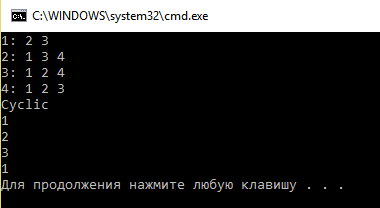 C:\WINDOWS\system32\cmd.exe
1: 2 3
2: 1 3 4
3: 1 2 4
4: 1 2 3
Cyclic
1
2
3
1
Для продолжения нажмите любую клавишу . . .